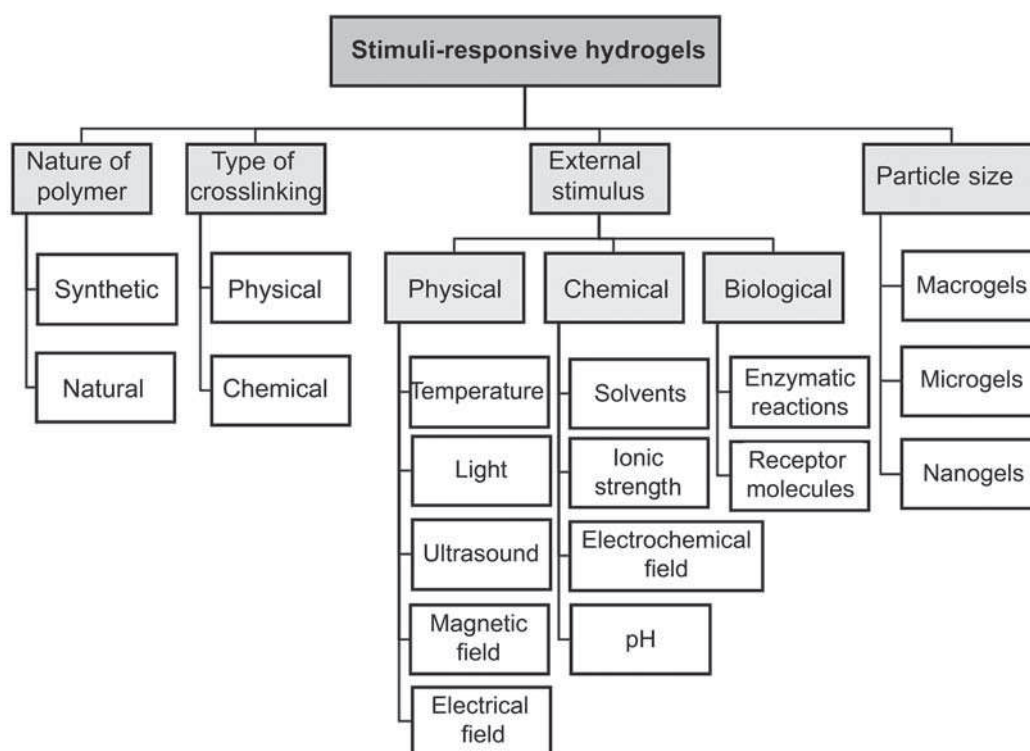 Stimuli-responsive hydrogels
Nature of
polymer
Type of
crosslinking
External
stimulus
Particle size
Synthetic
Natural
Physical
Chemical
Physical
Chemical
Biological
Temperature
Light
Ultrasound
Magnetic
field
Electrical
field
Solvents
Ionic
strength
Electrochemical
field
pH
Enzymatic
reactions
Receptor
molecules
Macrogels
Microgels
Nanogels